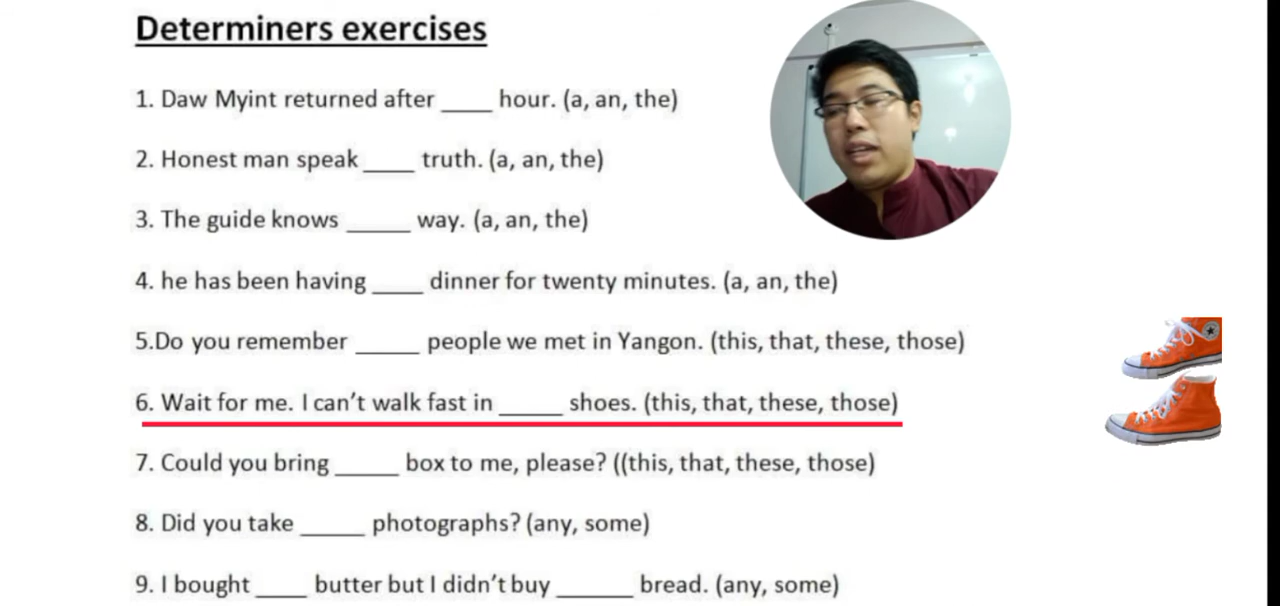 Determiners exercises
1. Daw Myint returned after ____ hour. (a, an, the)
2. Honest man speak ____ truth. (a, an, the)
3. The guide knows _____ way. (a, an, the)
4. he has been having ____ dinner for twenty minutes. (a, an, the)
5.Do you remember _____ people we met in Yangon. (this, that, these, those)
6. Wait for me. I can’t walk fast in _____ shoes. (this, that, these, those)
7. Could you bring _____ box to me, please? ((this, that, these, those)
8. Did you take _____ photographs? (any, some)
9. I bought ____ butter but I didn’t buy ______ bread. (any, some)